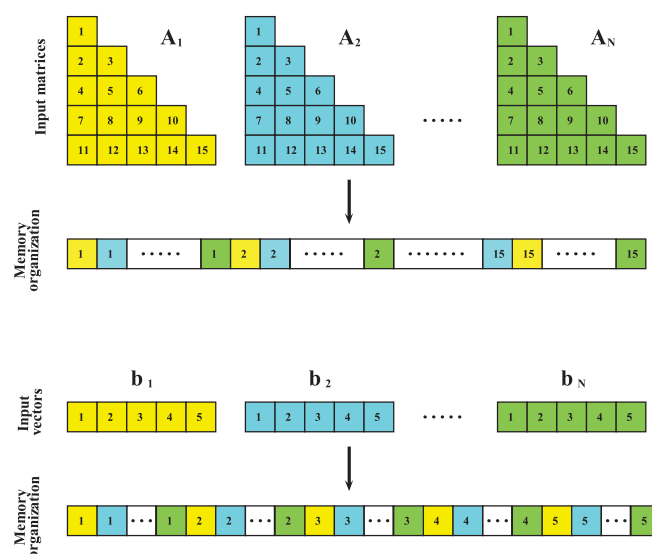 A1 A2 AN
Input matrices
1 1 1
2 3 2 3 2 3
4 5 6 4 5 6 4 5 6
7 8 9 10 7 8 9 10 ..... 7 8 9 10
11 12 13 14 15 11 12 13 14 15 11 12 13 14 15
Memory
organization
1 1 ..... 1 2 2 ..... 2 ....... 15 15 ..... 15
b1 b2 bN
Input
vectors
1 2 3 4 5 1 2 3 4 5 ..... 1 2 3 4 5
Memory
organization
1 1 ... 1 2 2 ... 2 3 3 ... 3 4 4 ... 4 5 5 ... 5